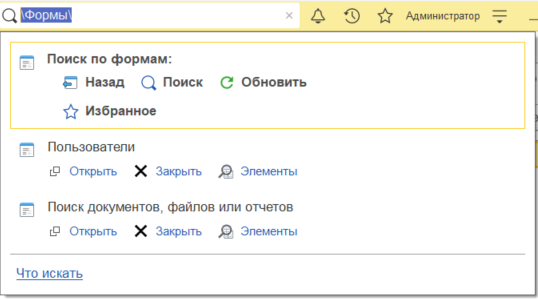 \Формы\ Администратор
Поиск по формам:
Назад Поиск Обновить
Избранное
Пользователи
Открыть Закрыть Элементы
Поиск документов, файлов или отчетов
Открыть Закрыть Элементы
Что искать